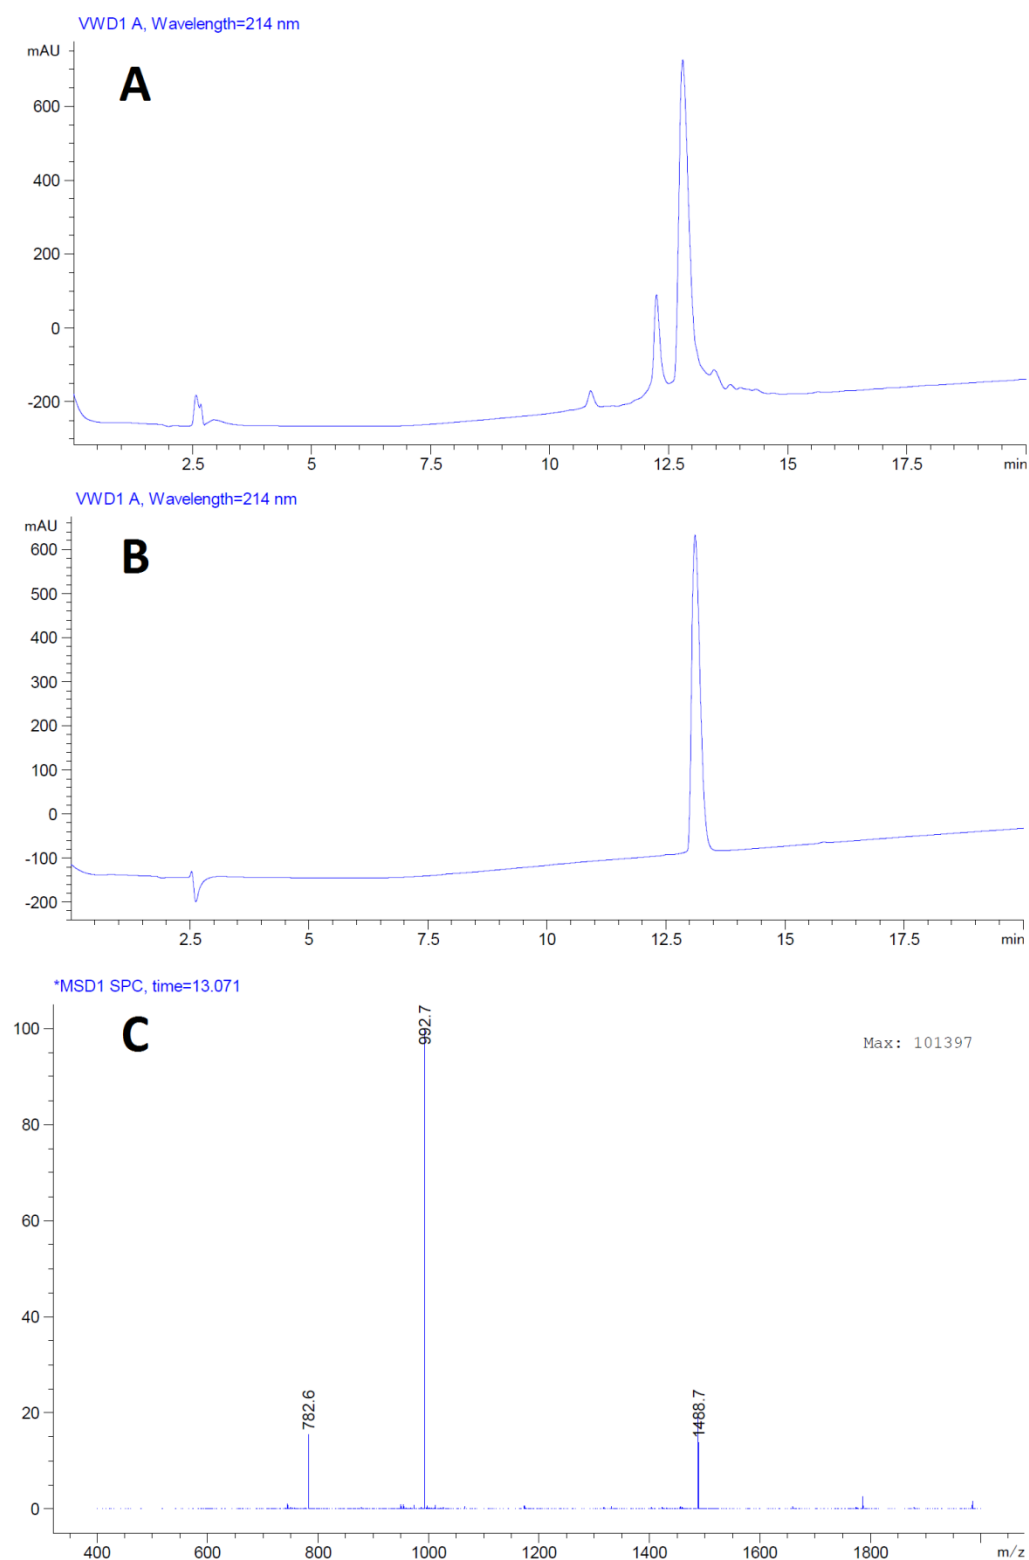 VWD1 A, Wavelength=214 nm
mAU
A
600
400
200
0
-200
2.5 5 7.5 10 12.5 15 17.5 min
VWD1 A, Wavelength=214 nm
mAU
B
600
500
400
300
200
100
0
-100
-200
2.5 5 7.5 10 12.5 15 17.5 min
*MSD1 SPC, time=13.071
C
992.7
Max: 101397
100
80
60
40
20
0
782.6
1488.7
400 600 800 1000 1200 1400 1600 1800 m/z